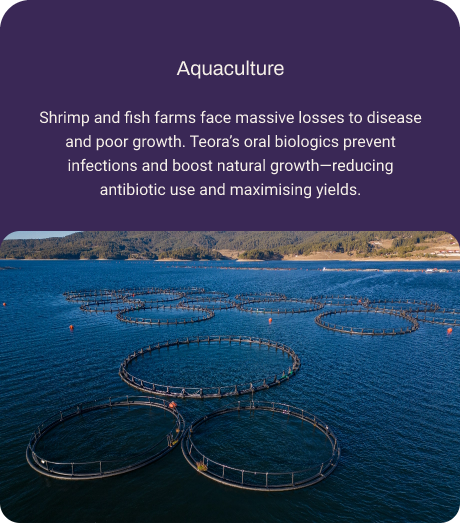 Aquaculture
Shrimp and fish farms face massive losses to disease
and poor growth. Teora’s oral biologics prevent
infections and boost natural growth—reducing
antibiotic use and maximising yields.